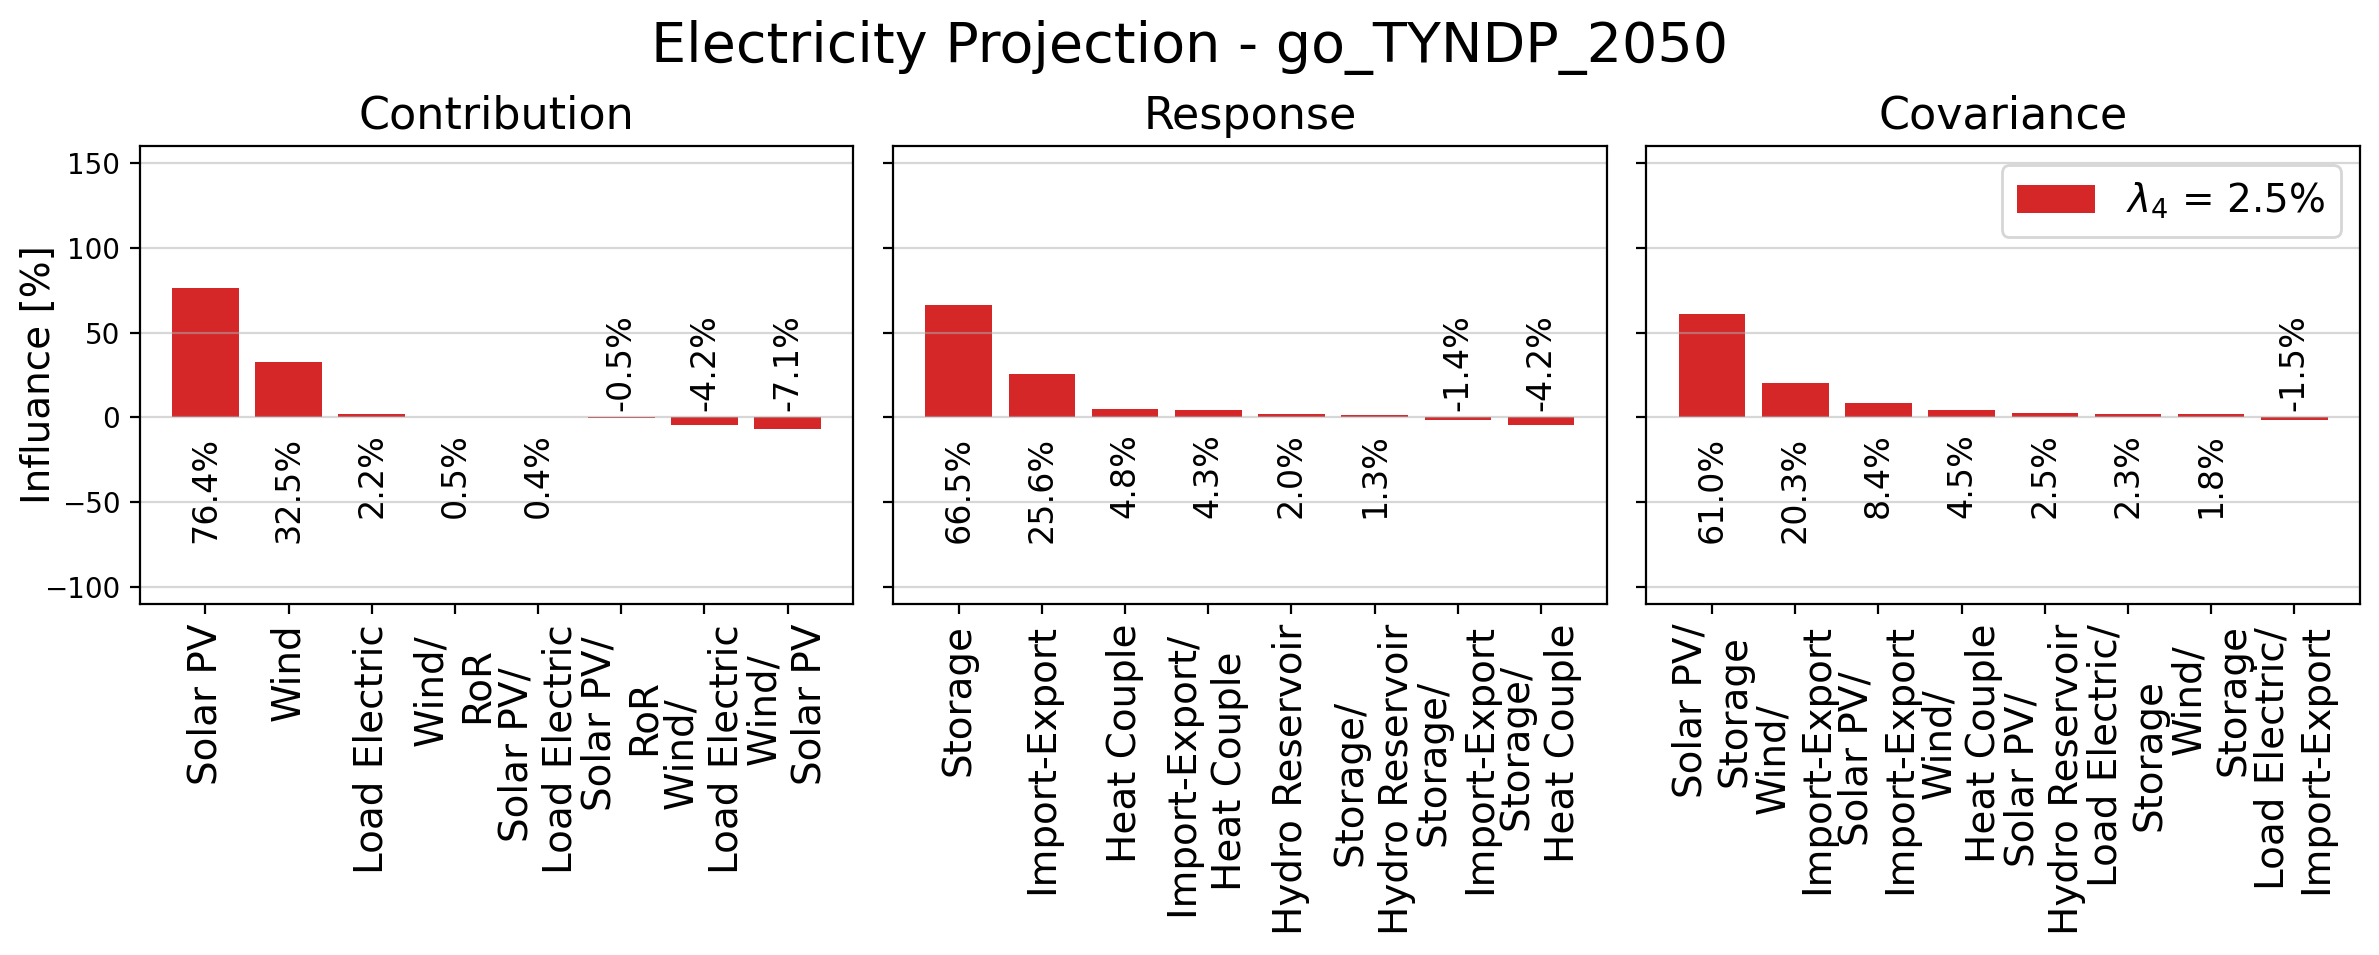 Electricity Projection - go_TYNDP_2050
Contribution
Influance [%]
150
100
50
0
−50
−100
76.4%
32.5%
2.2%
0.5%
0.4%
-0.5%
-4.2%
-7.1%
Solar PV
Wind
Load Electric
Wind/
RoR
Solar PV/
Load Electric
Solar PV/
RoR
Wind/
Load Electric
Wind/
Solar PV
Response
66.5%
25.6%
4.8%
4.3%
2.0%
1.3%
-1.4%
-4.2%
Storage
Import-Export
Heat Couple
Import-Export/
Heat Couple
Hydro Reservoir
Storage/
Hydro Reservoir
Storage/
Import-Export
Storage/
Heat Couple
Covariance
λ₄ = 2.5%
61.0%
20.3%
8.4%
4.5%
2.5%
2.3%
1.8%
-1.5%
Solar PV/
Storage
Wind/
Import-Export
Solar PV/
Import-Export
Wind/
Heat Couple
Solar PV/
Hydro Reservoir
Load Electric/
Storage
Wind/
Storage
Load Electric/
Import-Export